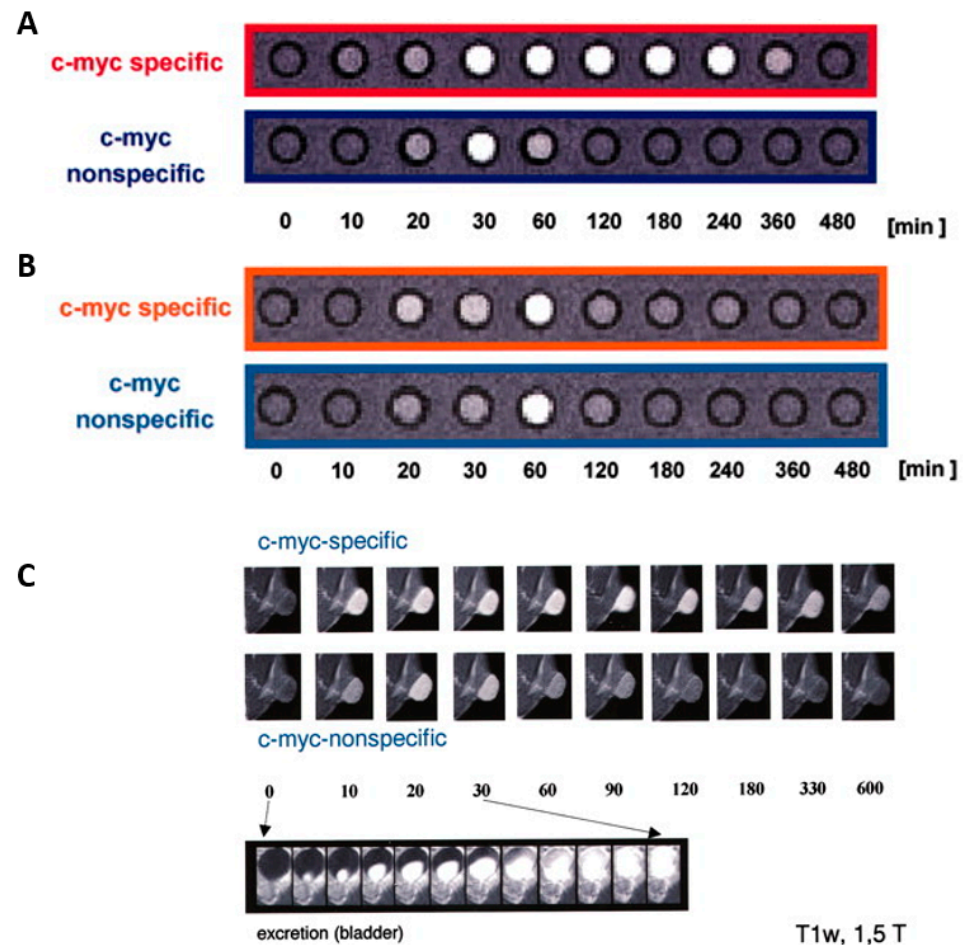 A
c-myc specific
c-myc
nonspecific
0 10 20 30 60 120 180 240 360 480 [min ]
B
c-myc specific
c-myc
nonspecific
0 10 20 30 60 120 180 240 360 480 [min ]
c-myc-specific
C
c-myc-nonspecific
0 10 20 30 60 90 120 180 330 600
excretion (bladder)
T1w, 1,5 T